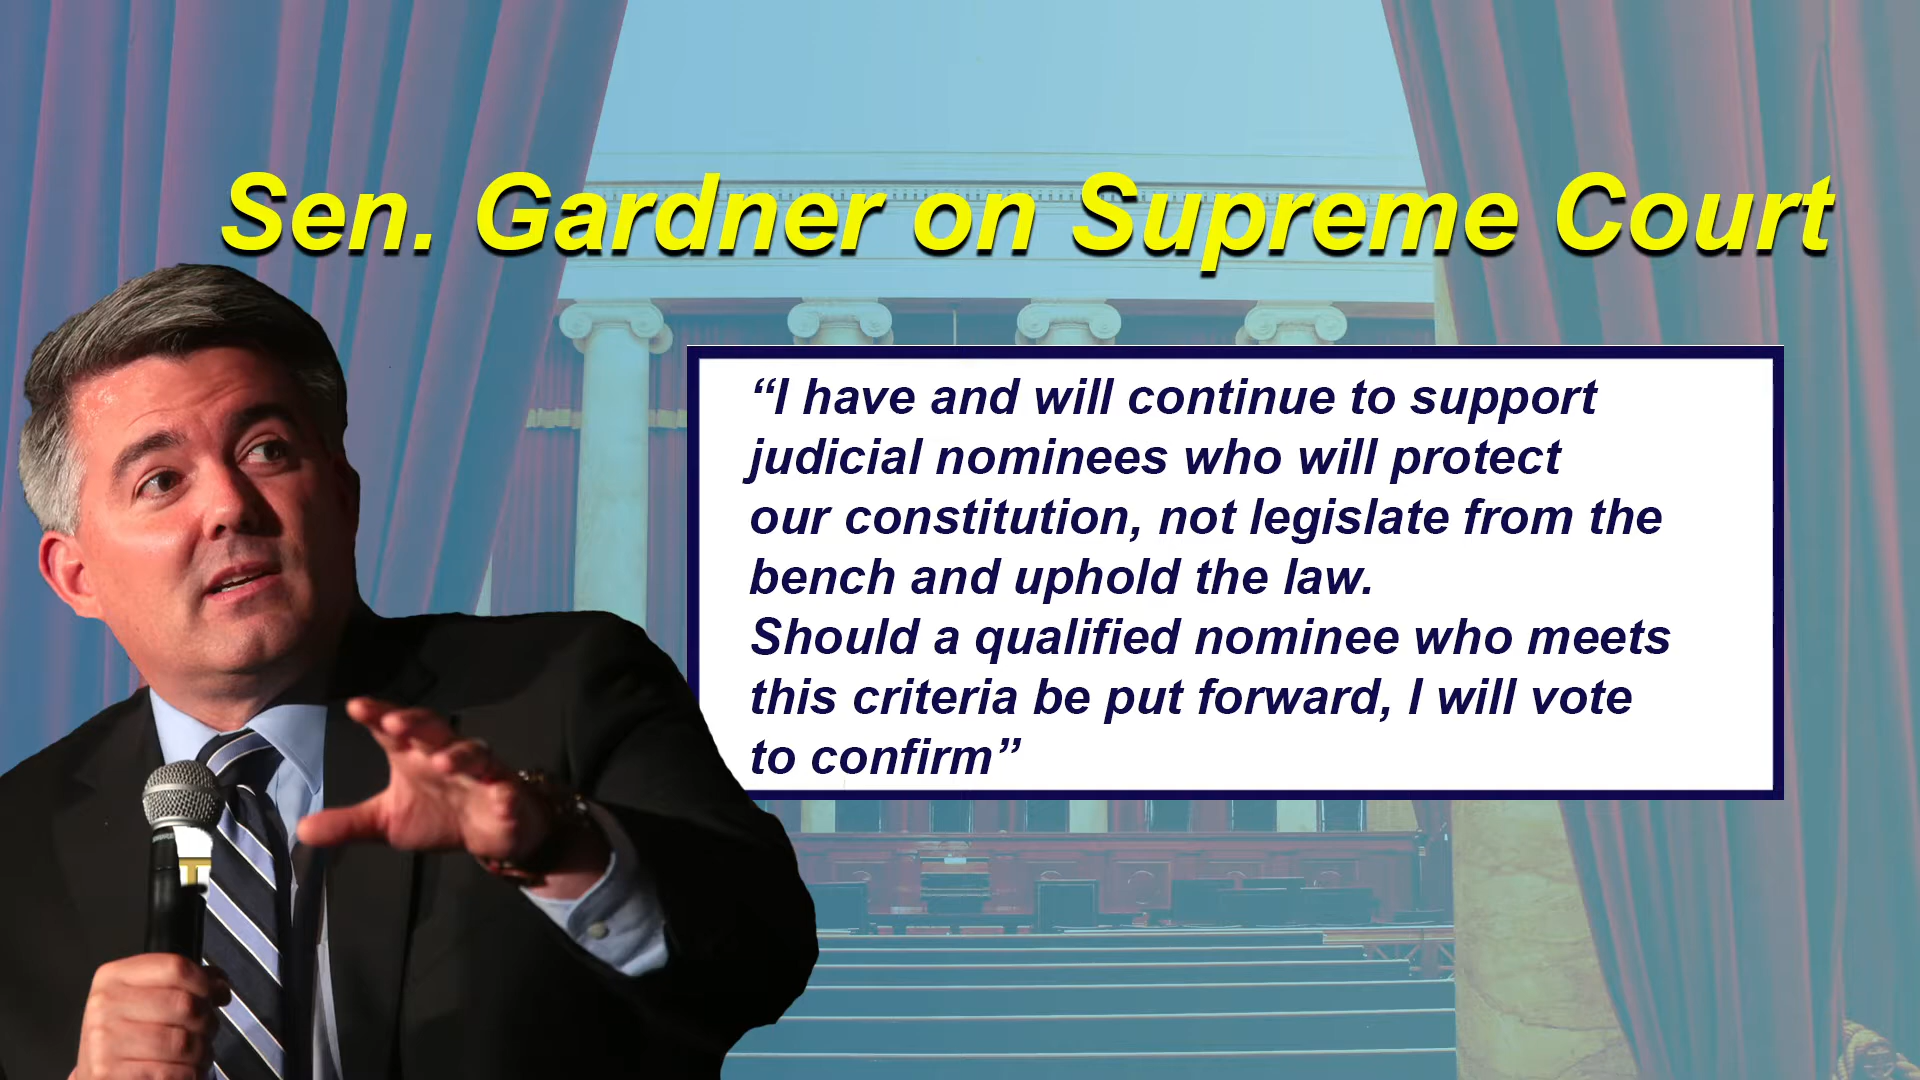 Sen. Gardner on Supreme Court
“I have and will continue to support
judicial nominees who will protect
our constitution, not legislate from the
bench and uphold the law.
Should a qualified nominee who meets
this criteria be put forward, I will vote
to confirm”